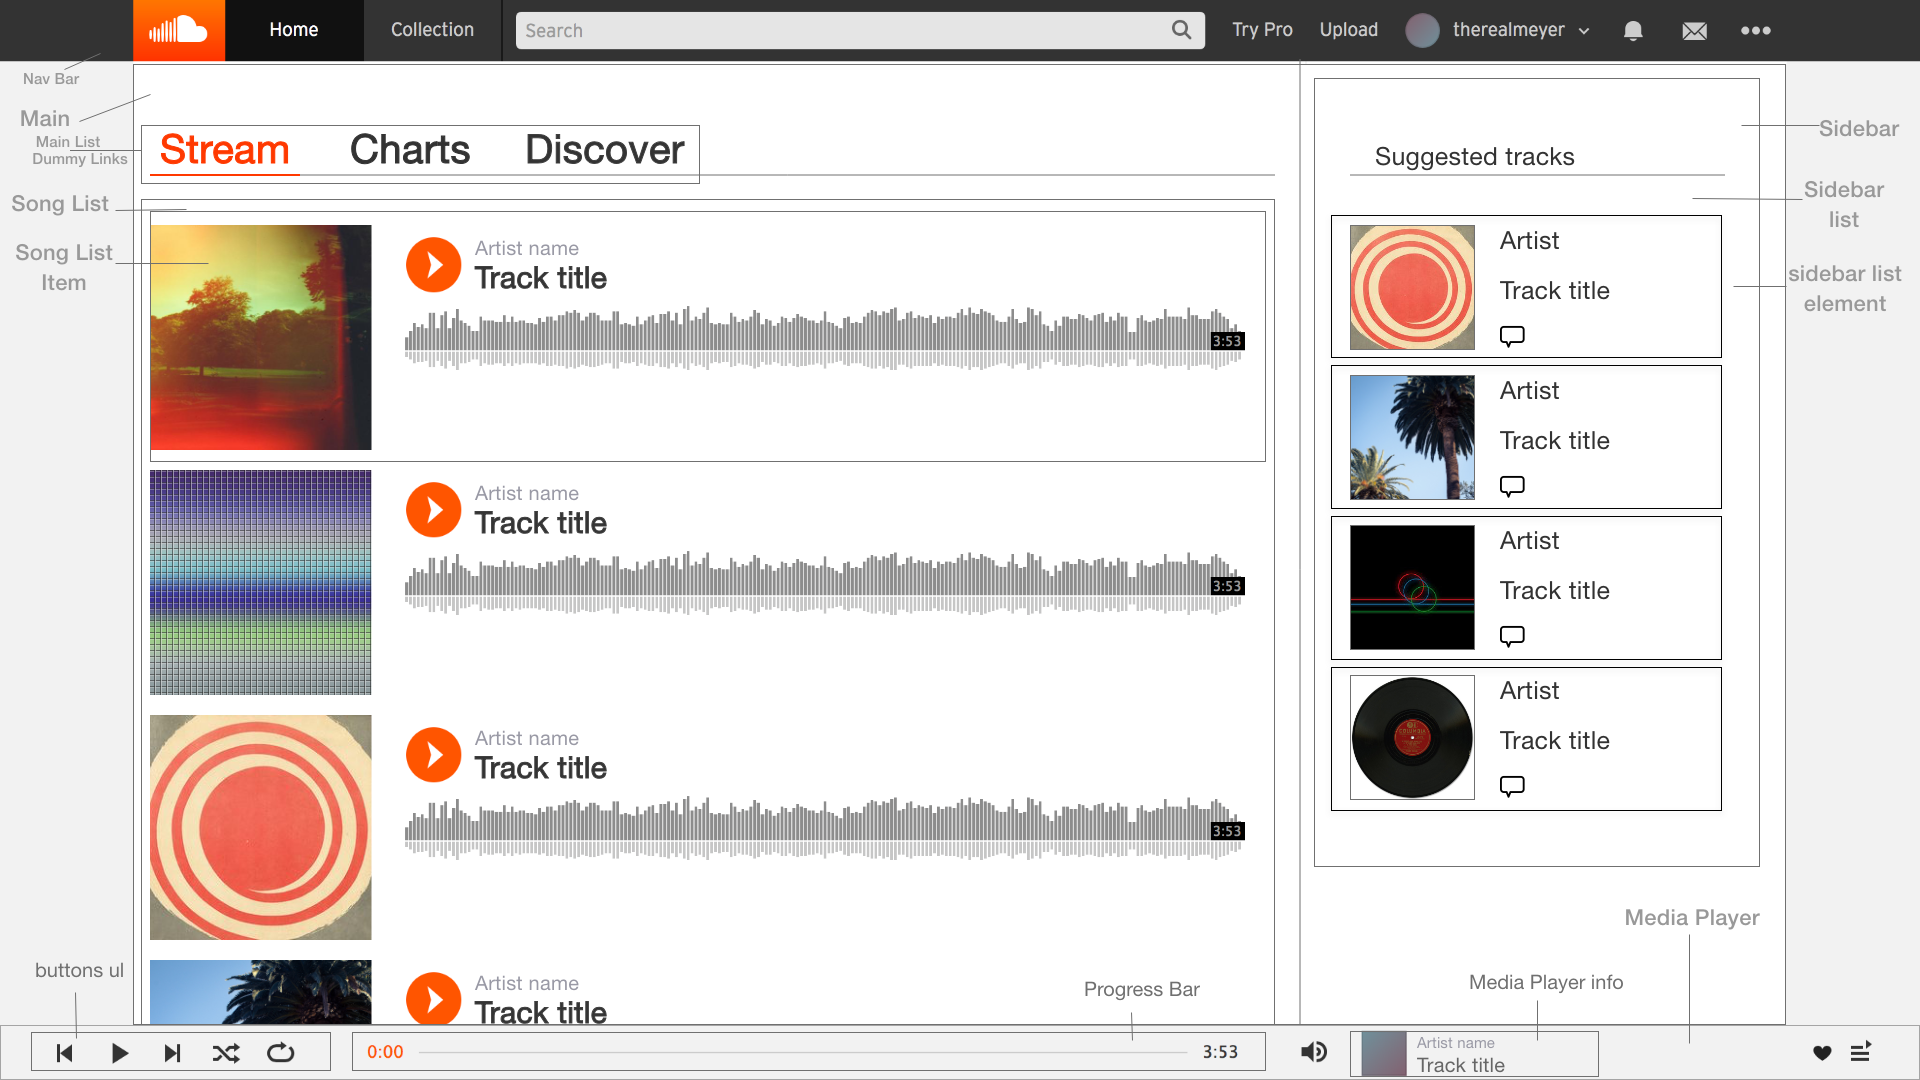 Home
Collection
Search
Try Pro
Upload
therealmeyer
Nav Bar
Main
Main List
Dummy Links
Song List
Song List
Item
Stream
Charts
Discover
Artist name
Track title
3:53
Artist name
Track title
3:53
Artist name
Track title
3:53
Artist name
Track title
Suggested tracks
Artist
Track title
Artist
Track title
Artist
Track title
Artist
Track title
Sidebar
Sidebar
list
sidebar list
element
Media Player
Media Player info
Progress Bar
buttons ul
0:00
3:53
Artist name
Track title